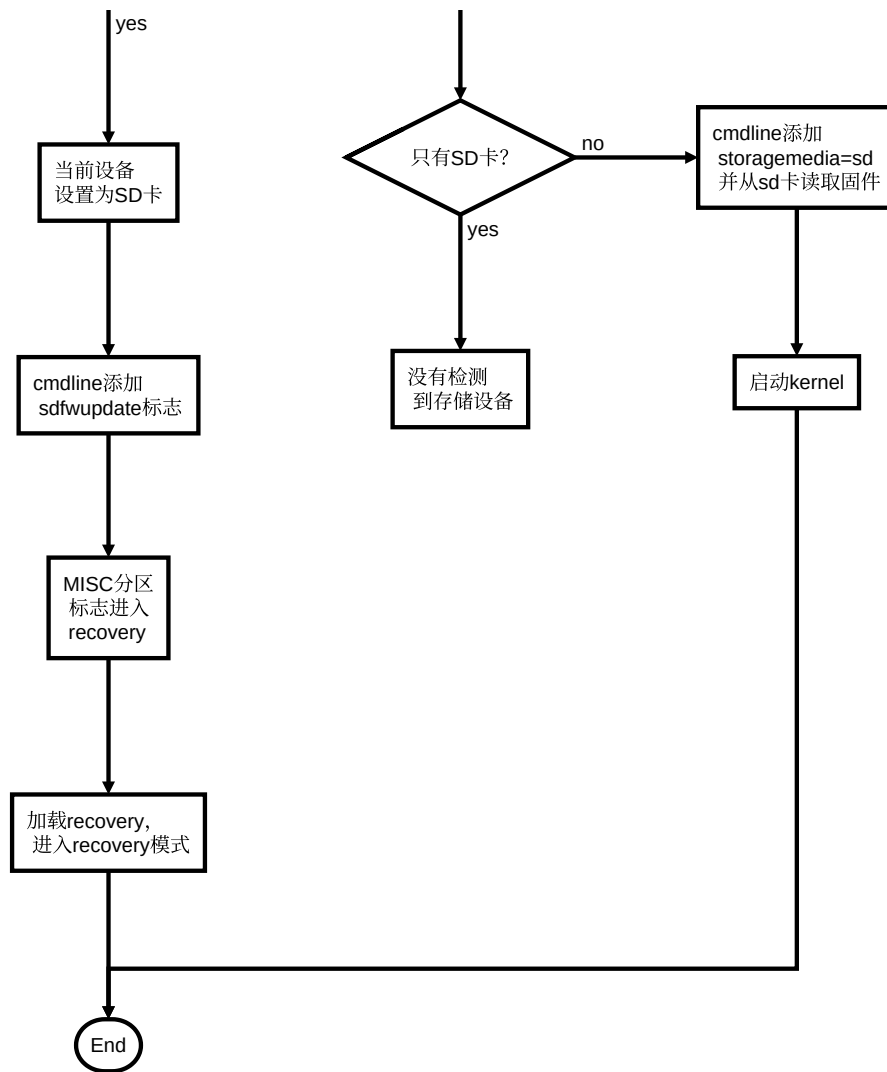 yes
当前设备
设置为SD卡
cmdline添加
sdfwupdate标志
MISC分区
标志进入
recovery
加载recovery，
进入recovery模式
End
只有SD卡？
no
yes
没有检测
到存储设备
cmdline添加
storagemedia=sd
并从sd卡读取固件
启动kernel